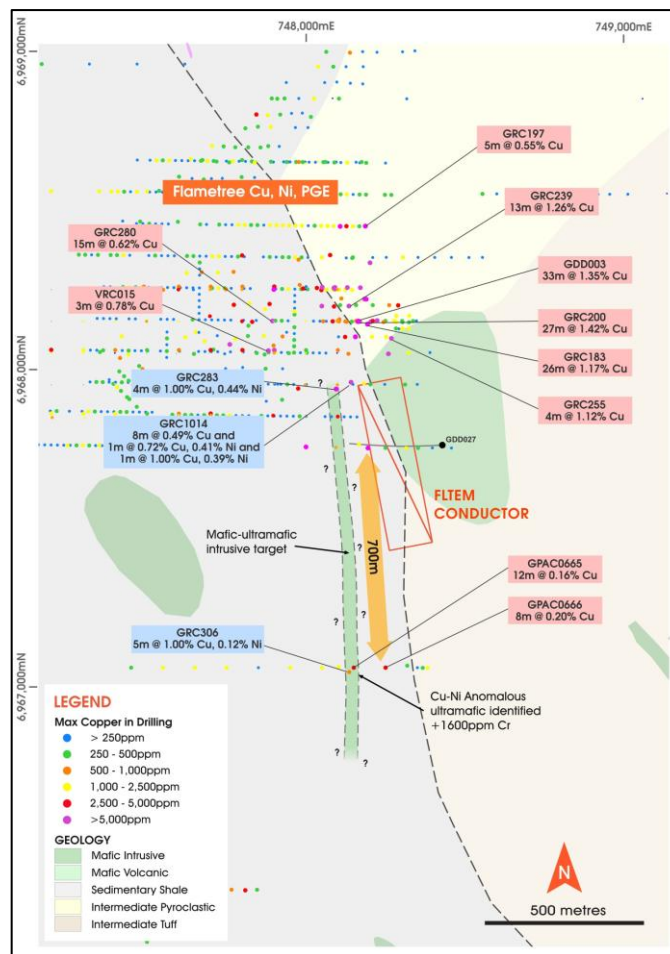 748,000mE
749,000mE
6,969,000mN
GRC197
5m @ 0.55% Cu
Flametree Cu, Ni, PGE
GRC239
13m @ 1.26% Cu
GRC280
15m @ 0.62% Cu
GDD003
33m @ 1.35% Cu
VRC015
3m @ 0.78% Cu
GRC200
27m @ 1.42% Cu
6,968,000mN
GRC183
26m @ 1.17% Cu
GRC283
4m @ 1.00% Cu, 0.44% Ni
?
?
GRC255
4m @ 1.12% Cu
GRC1014
8m @ 0.49% Cu and
1m @ 0.72% Cu, 0.41% Ni and
1m @ 1.00% Cu, 0.39% Ni
GDD027
?
?
FLTEM
CONDUCTOR
Mafic-ultramafic
intrusive target
700m
?
?
GPAC0665
12m @ 0.16% Cu
?
?
GPAC0666
8m @ 0.20% Cu
GRC306
5m @ 1.00% Cu, 0.12% Ni
6,967,000mN
Cu-Ni Anomalous
ultramafic identified
+1600ppm Cr
?
?
LEGEND
Max Copper in Drilling
> 250ppm
250 - 500ppm
500 - 1,000ppm
1,000 - 2,500ppm
2,500 - 5,000ppm
>5,000ppm
GEOLOGY
Mafic Intrusive
Mafic Volcanic
Sedimentary Shale
Intermediate Pyroclastic
Intermediate Tuff
N
500 metres